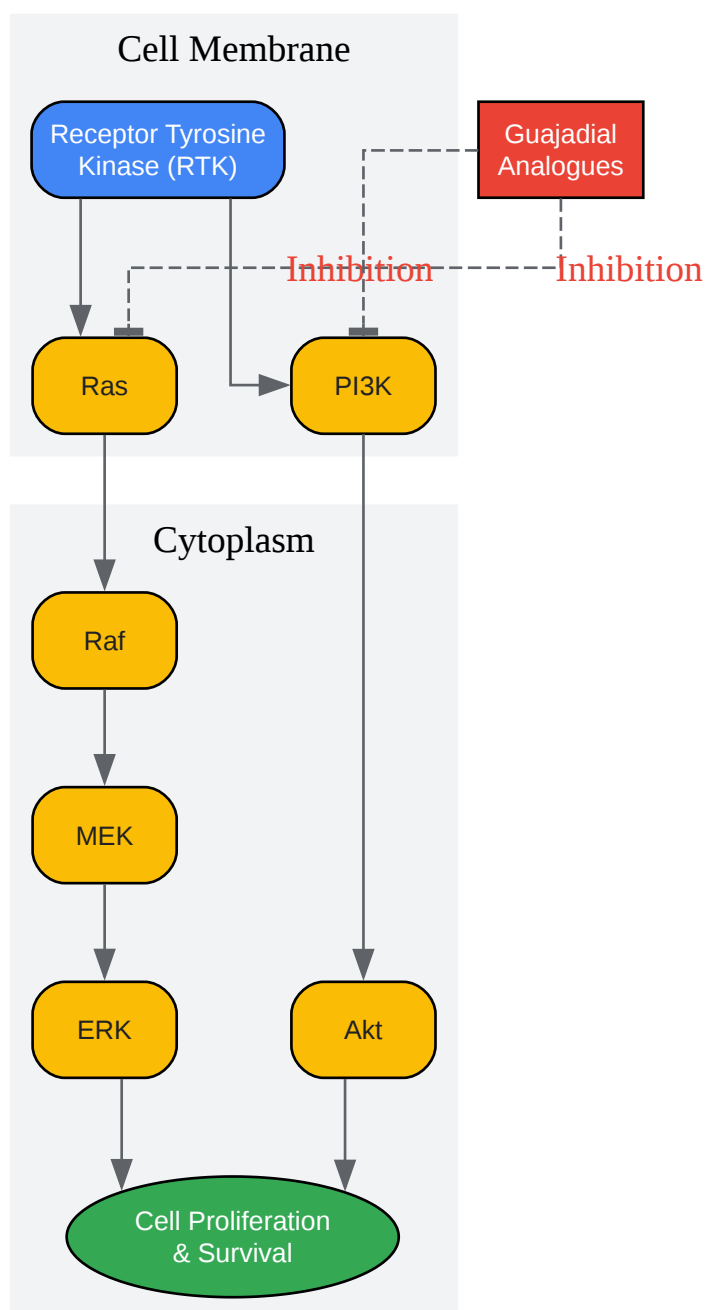 Cell Membrane
Receptor Tyrosine
Kinase (RTK)
Guajadial
Analogues
Inhibition
Inhibition
Ras
PI3K
Cytoplasm
Raf
MEK
ERK
Akt
Cell Proliferation
& Survival